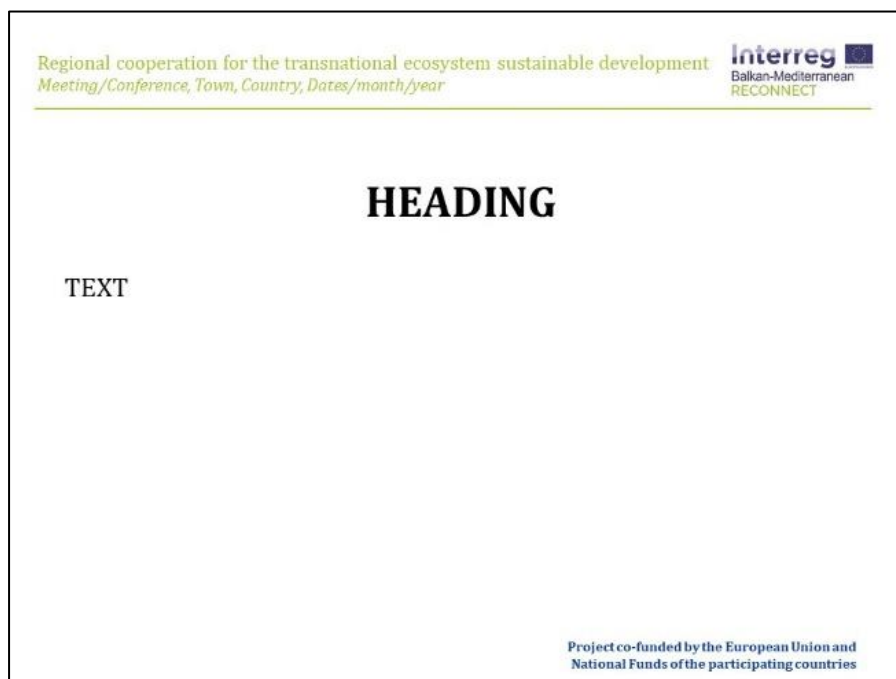 Regional cooperation for the transnational ecosystem sustainable development
Meeting/Conference, Town, Country, Dates/month/year
Interreg
Balkan-Mediterranean
RECONNECT
HEADING
TEXT
Project co-funded by the European Union and
National Funds of the participating countries